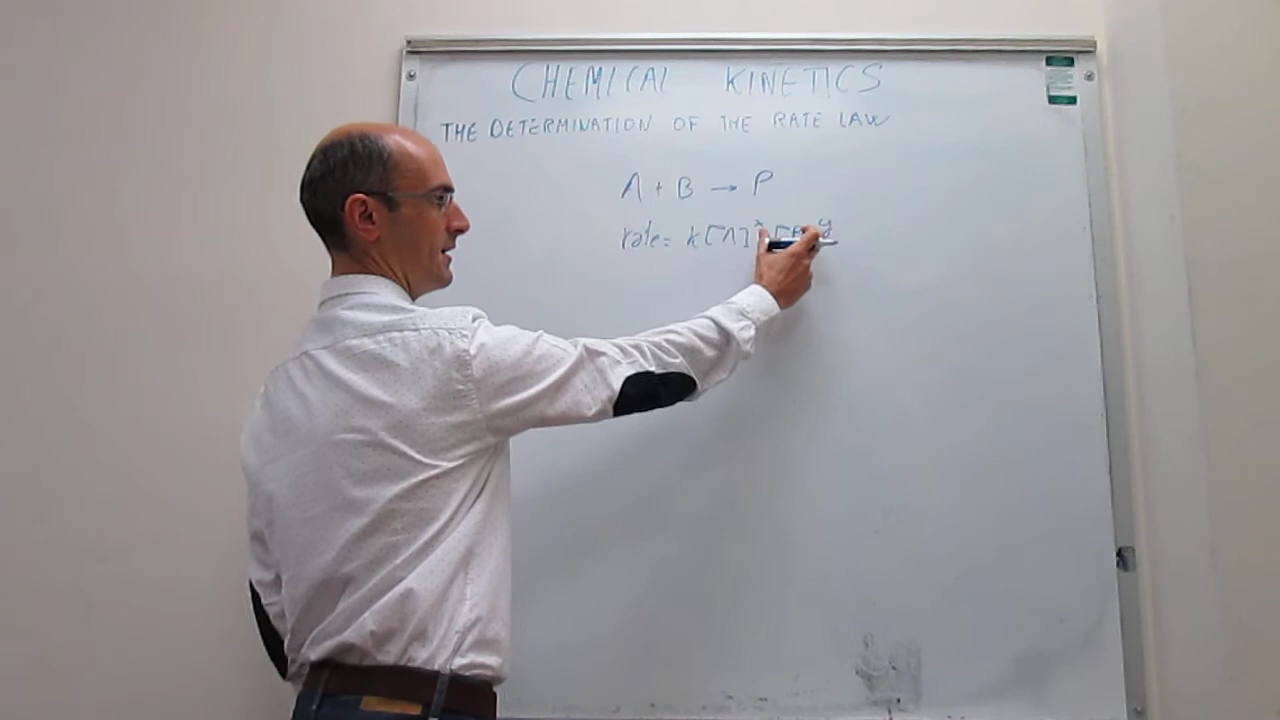 CHEMICAL KINETICS
THE DETERMINATION OF THE RATE LAW
A + B → P
rate = k [A]ˣ [B]ʸ